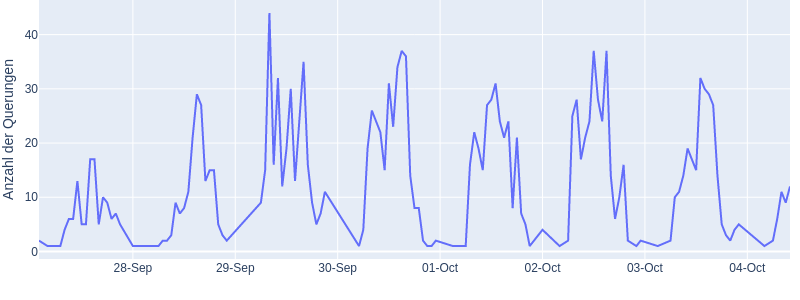 Anzahl der Querungen
40
30
20
10
0
28-Sep
29-Sep
30-Sep
01-Oct
02-Oct
03-Oct
04-Oct